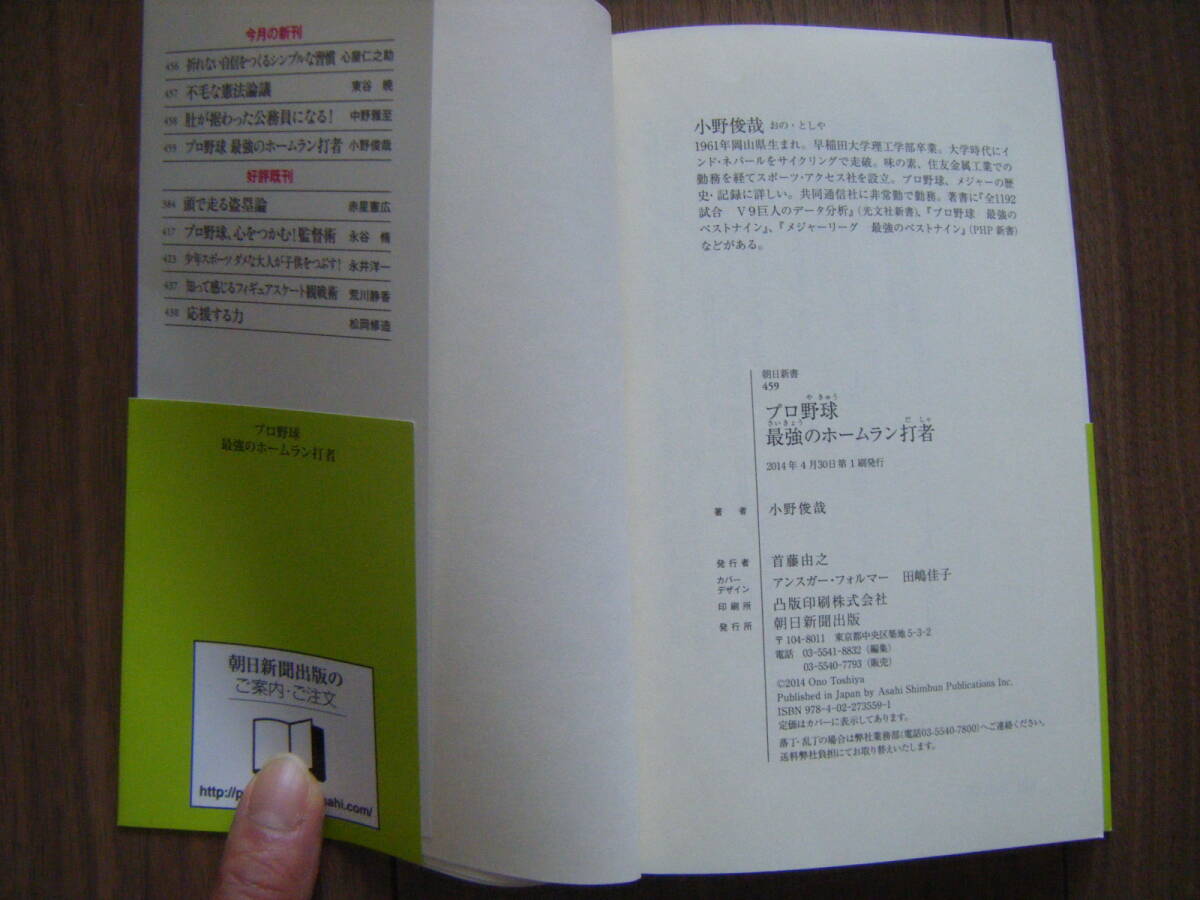 今月の新刊
456 折れない自信をつくるシンプルな習慣 心屋仁之助
457 不毛な憲法論議 東谷 暁
458 肚が据わった公務員になる! 中野雅至
459 プロ野球 最強のホームラン打者 小野俊哉
好評既刊
384 頭で走る盗塁論 赤星憲広
417 プロ野球、心をつかむ!監督術 永谷 脩
423 少年スポーツ ダメな大人が子供をつぶす! 永井洋一
437 知って感じるフィギュアスケート観戦術 荒川静香
438 応援する力 松岡修造
プロ野球
最強のホームラン打者
朝日新聞出版の
ご案内・ご注文
http://p ahi.com/
小野俊哉 おの・としや
1961年岡山県生まれ。早稲田大学理工学部卒業。大学時代にイ
ンド・ネパールをサイクリングで走破。味の素、住友金属工業での
勤務を経てスポーツ・アクセス社を設立。プロ野球、メジャーの歴
史・記録に詳しい。共同通信社に非常勤で勤務。著書に『全1192
試合 V9巨人のデータ分析』(光文社新書)、『プロ野球 最強の
ベストナイン』、『メジャーリーグ 最強のベストナイン』(PHP新書)
などがある。
朝日新書
459
や きゅう
プロ野球
さいきょう だ しゃ
最強のホームラン打者
2014年4月30日第1刷発行
著 者 小野俊哉
発行者 首藤由之
カバー
デザイン アンスガー・フォルマー 田嶋佳子
印刷所 凸版印刷株式会社
発行所 朝日新聞出版
〒104-8011 東京都中央区築地5-3-2
電話 03-5541-8832(編集)
03-5540-7793(販売)
©2014 Ono Toshiya
Published in Japan by Asahi Shimbun Publications Inc.
ISBN 978-4-02-273559-1
定価はカバーに表示してあります。
落丁・乱丁の場合は弊社業務部(電話03-5540-7800)へご連絡ください。
送料弊社負担にてお取り替えいたします。